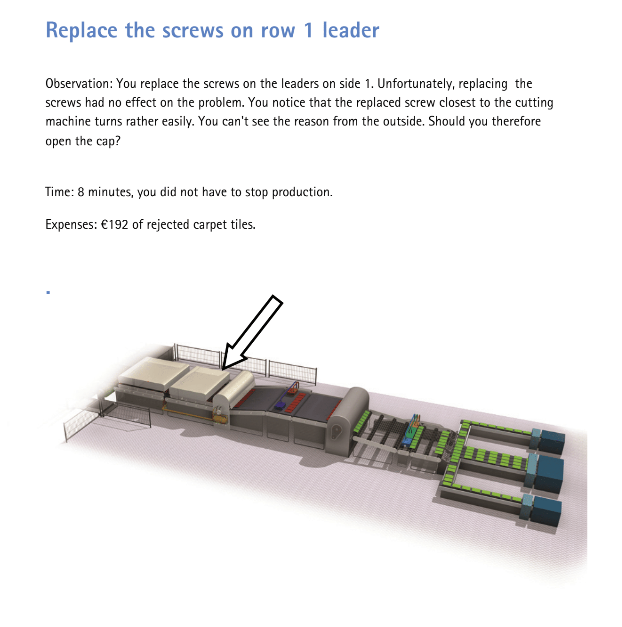 Replace the screws on row 1 leader
Observation: You replace the screws on the leaders on side 1. Unfortunately, replacing the
screws had no effect on the problem. You notice that the replaced screw closest to the cutting
machine turns rather easily. You can't see the reason from the outside. Should you therefore
open the cap?
Time: 8 minutes, you did not have to stop production.
Expenses: €192 of rejected carpet tiles.